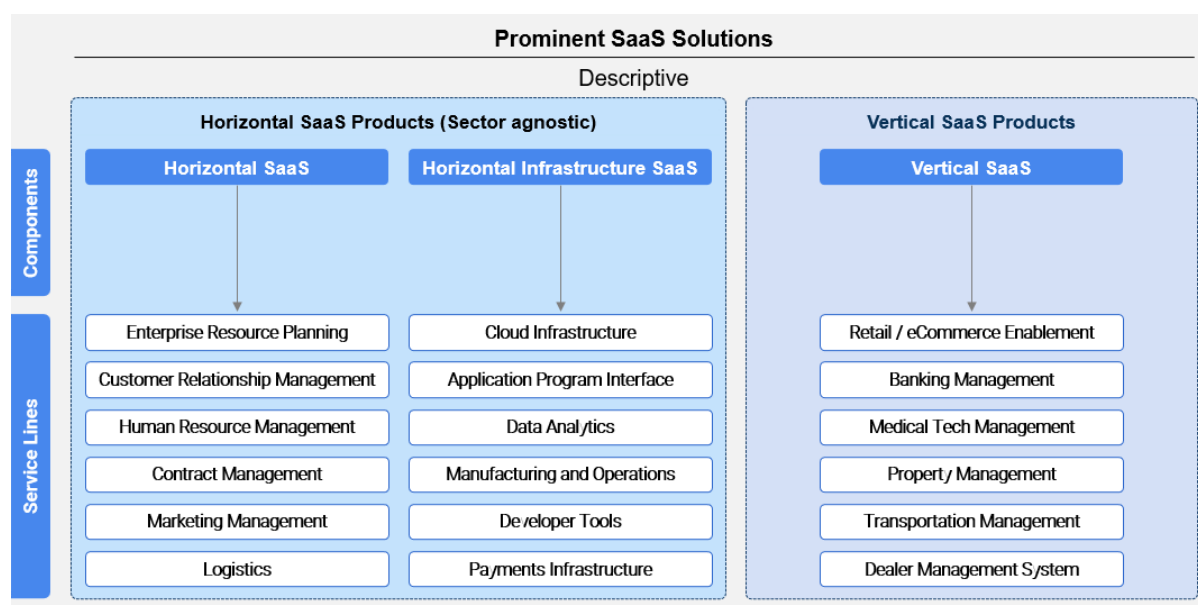 Prominent SaaS Solutions
Descriptive
Horizontal SaaS Products (Sector agnostic)
Vertical SaaS Products
Components
Horizontal SaaS
Horizontal Infrastructure SaaS
Vertical SaaS
Service Lines
Enterprise Resource Planning
Customer Relationship Management
Human Resource Management
Contract Management
Marketing Management
Logistics
Cloud Infrastructure
Application Program Interface
Data Analytics
Manufacturing and Operations
Developer Tools
Payments Infrastructure
Retail / eCommerce Enablement
Banking Management
Medical Tech Management
Property Management
Transportation Management
Dealer Management System